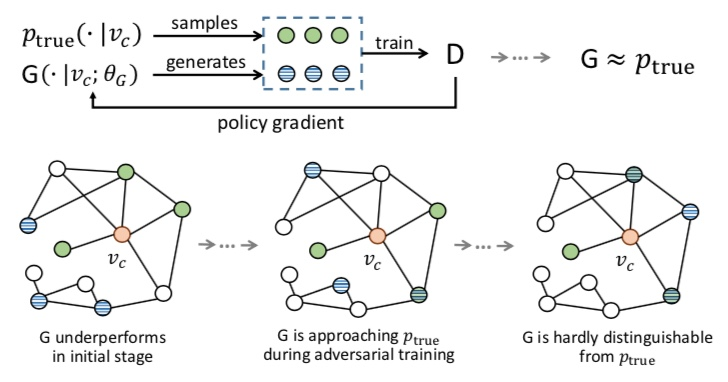 p_true(· |v_c)
samples
train
D
G ≈ p_true
G(· |v_c; θ_G)
generates
policy gradient
v_c
v_c
v_c
G underperforms
in initial stage
G is approaching p_true
during adversarial training
G is hardly distinguishable
from p_true